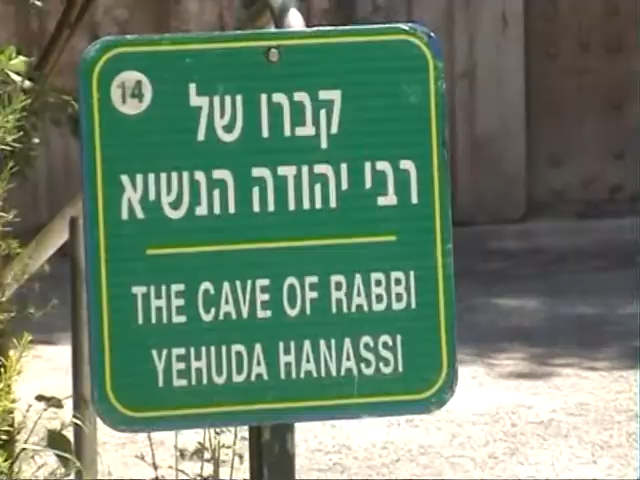 14
קברו של
רבי יהודה הנשיא
THE CAVE OF RABBI
YEHUDA HANASSI